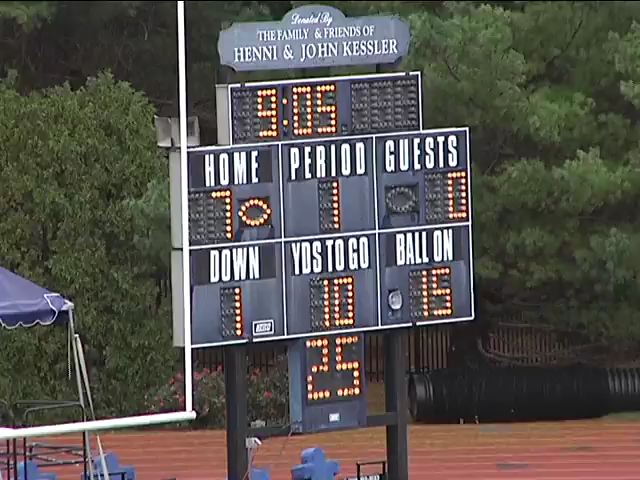 Donated By
THE FAMILY & FRIENDS OF
HENNI & JOHN KESSLER
9:05
HOME PERIOD GUESTS
7 1 0
DOWN YDS TO GO BALL ON
1 10 15
25